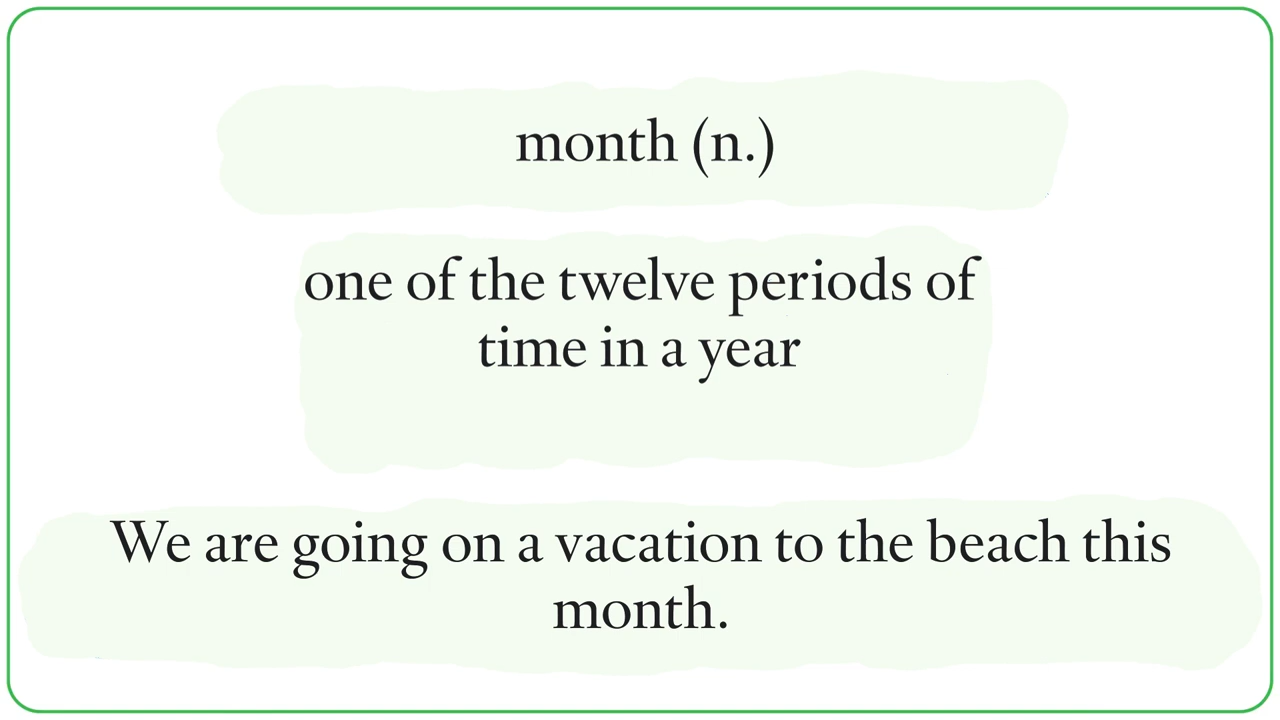 month (n.)
one of the twelve periods of
time in a year
We are going on a vacation to the beach this
month.